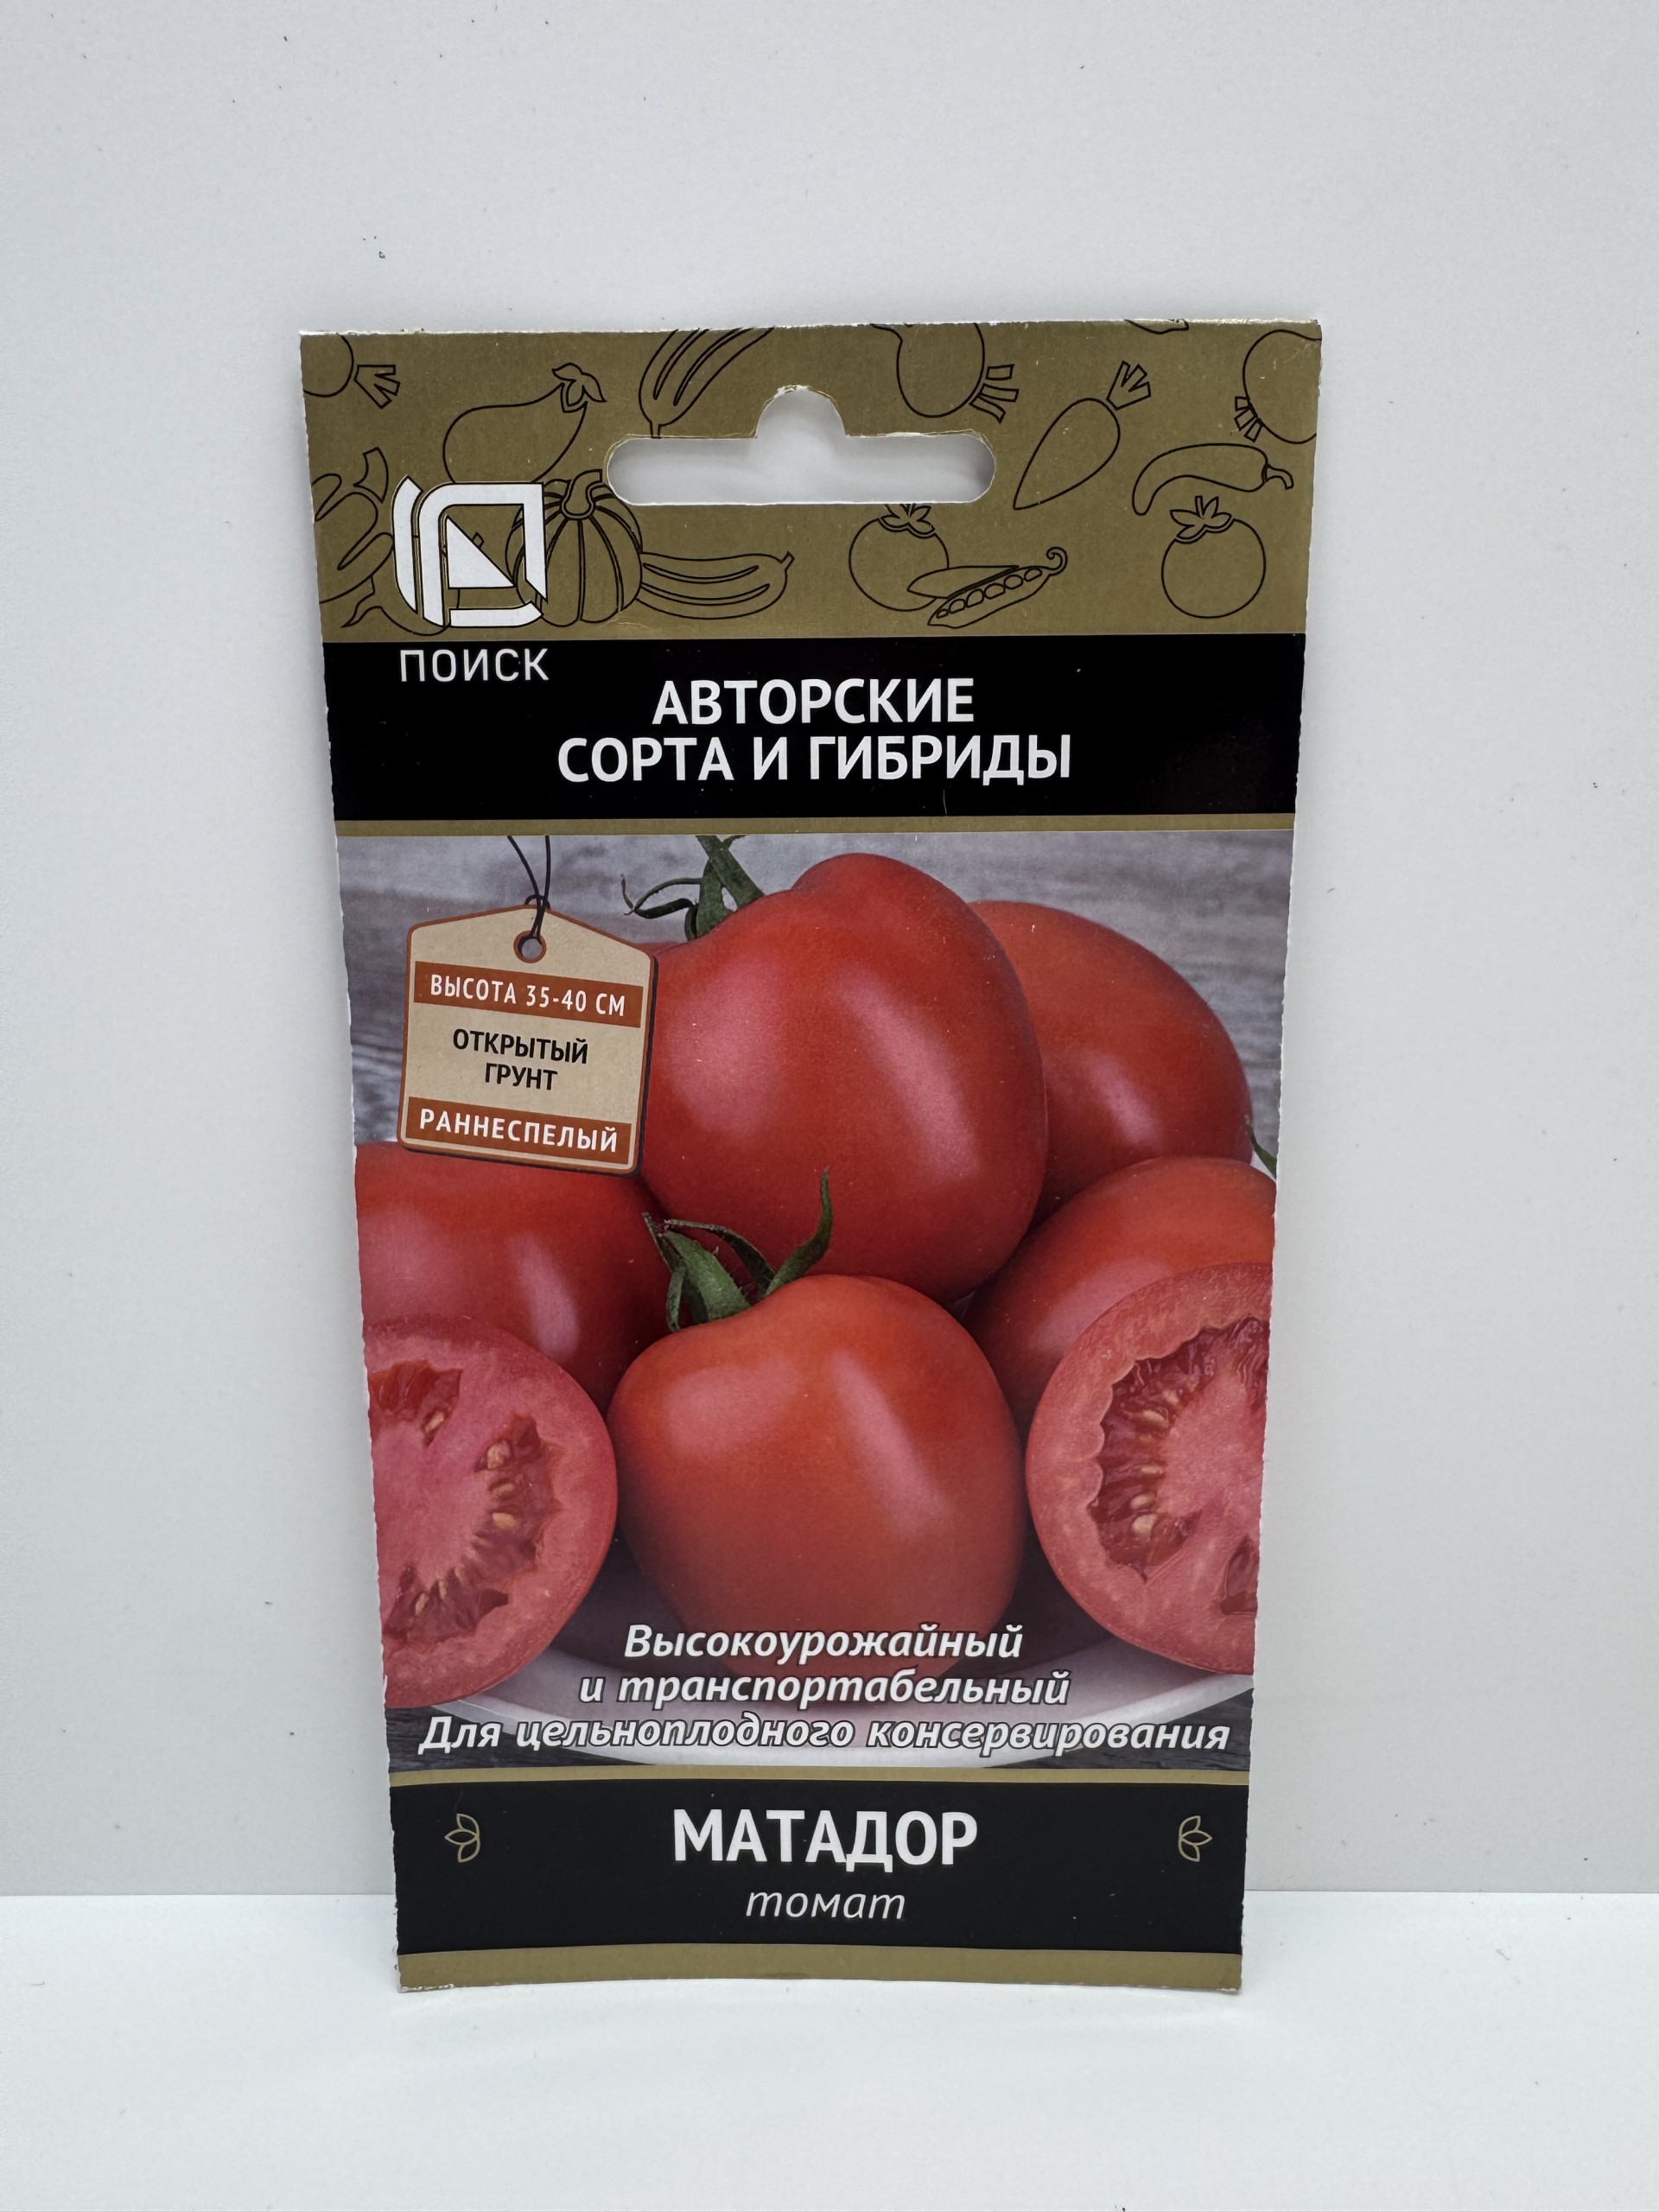 ПОИСК
АВТОРСКИЕ
СОРТА И ГИБРИДЫ
ВЫСОТА 35-40 СМ
ОТКРЫТЫЙ
ГРУНТ
РАННЕСПЕЛЫЙ
Высокоурожайный
и транспортабельный
Для цельноплодного консервирования
МАТАДОР
томат